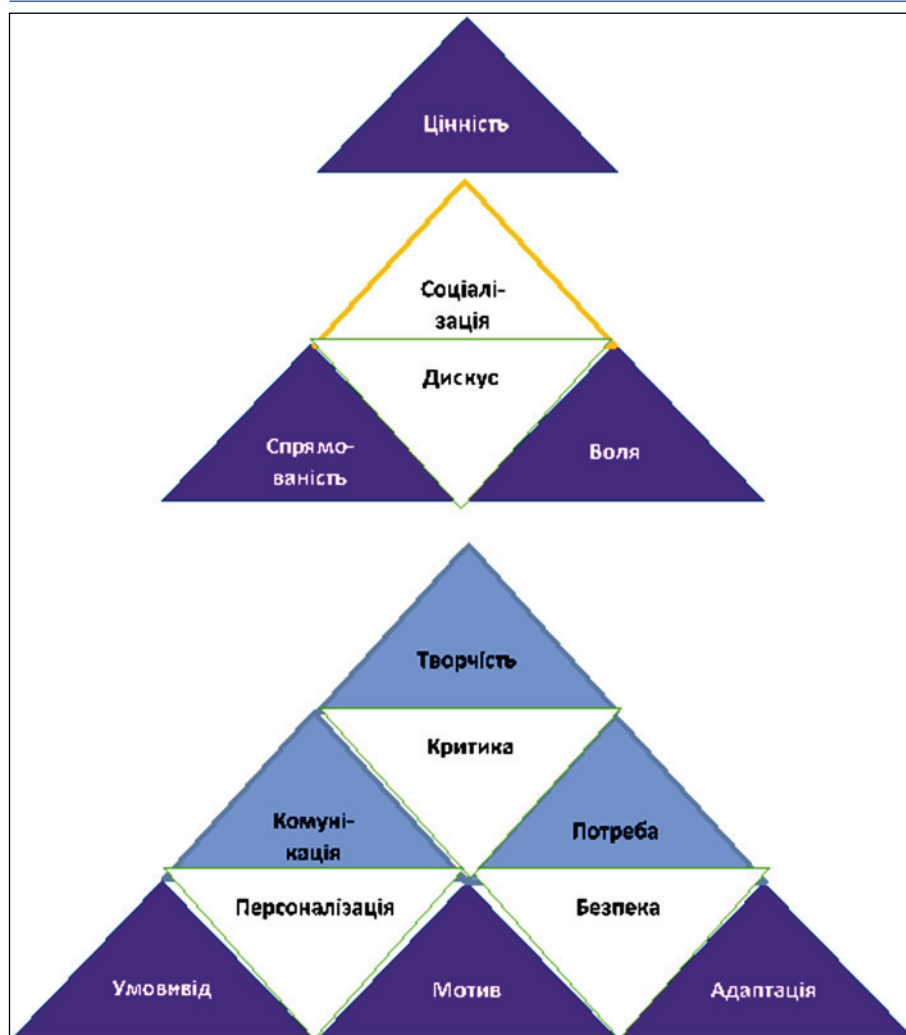 Цінність
Соціалі-
зація
Дискус
Спрямо-
ваність
Воля
Творчість
Критика
Комуні-
кація
Потреба
Персоналізація
Безпека
Умовивід
Мотив
Адаптація